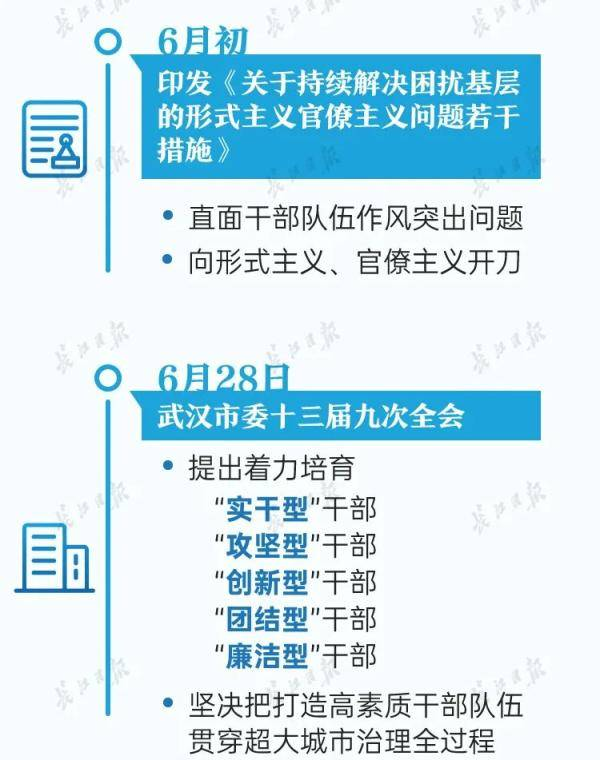 6月初
印发《关于持续解决困扰基层
的形式主义官僚主义问题若干
措施》
• 直面干部队伍作风突出问题
• 向形式主义、官僚主义开刀
6月28日
武汉市委十三届九次全会
• 提出着力培育
“实干型”干部
“攻坚型”干部
“创新型”干部
“团结型”干部
“廉洁型”干部
• 坚决把打造高素质干部队伍
贯穿超大城市治理全过程
长江日报